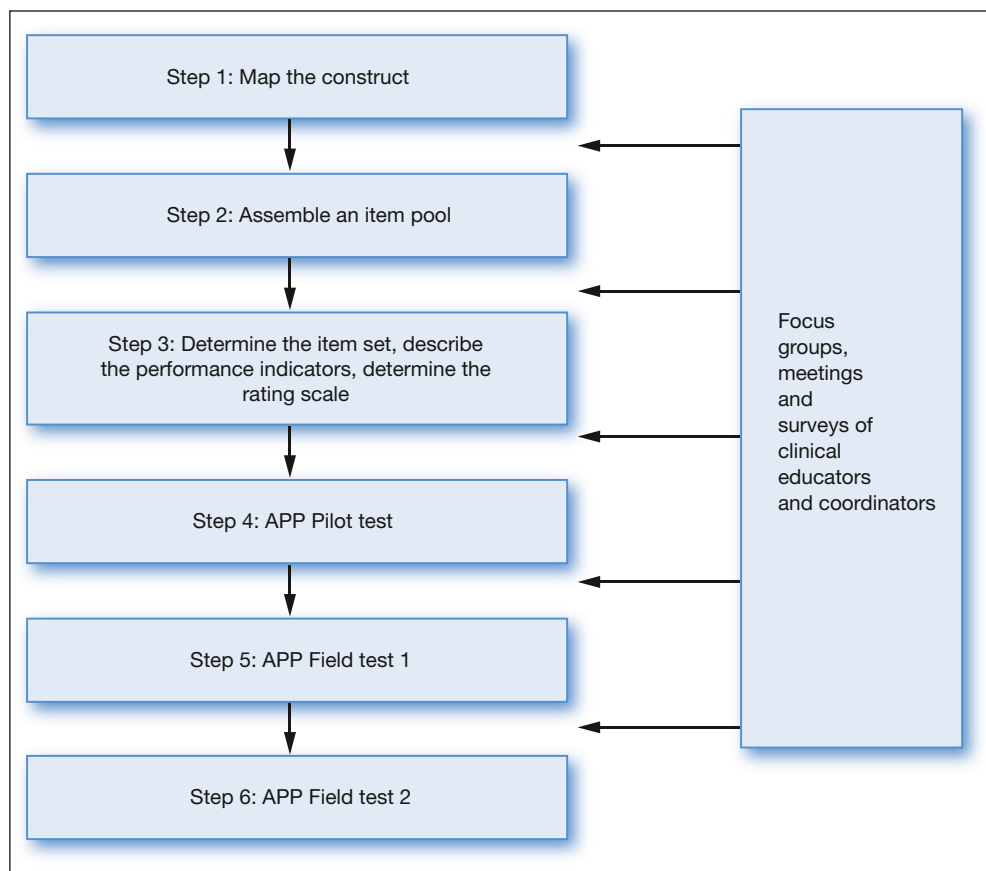 Step 1: Map the construct
Step 2: Assemble an item pool
Step 3: Determine the item set, describe
the performance indicators, determine the
rating scale
Step 4: APP Pilot test
Step 5: APP Field test 1
Step 6: APP Field test 2
Focus
groups,
meetings
and
surveys of
clinical
educators
and coordinators